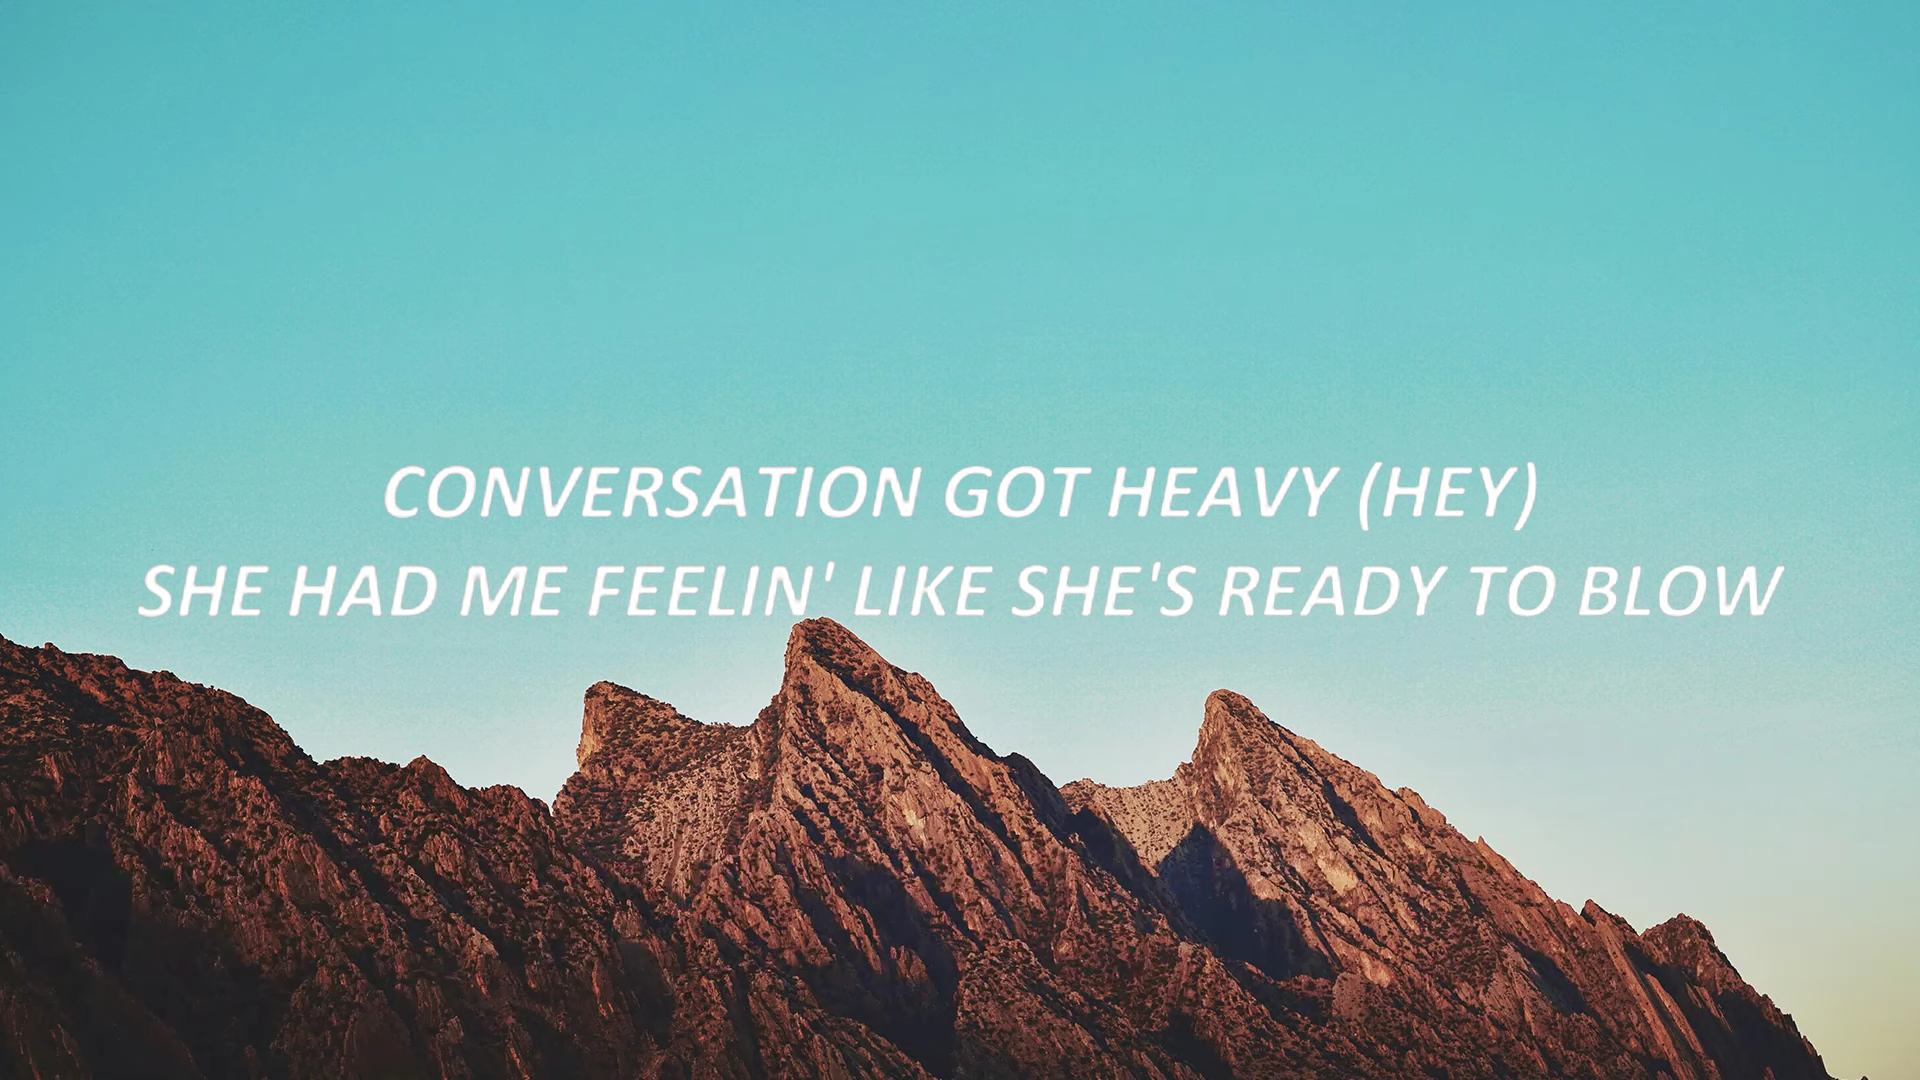 CONVERSATION GOT HEAVY (HEY)
SHE HAD ME FEELIN' LIKE SHE'S READY TO BLOW